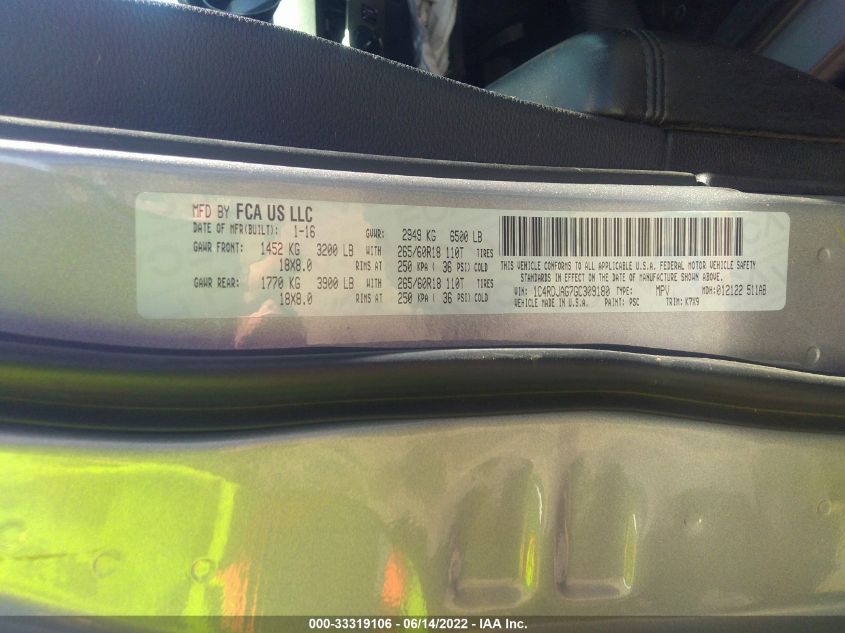 MFD BY FCA US LLC
DATE OF MFR(BUILT): 1-16 GVWR: 2949 KG 6500 LB
GAWR FRONT: 1452 KG 3200 LB WITH 265/60R18 110T TIRES
18X8.0 RIMS AT 250 KPA ( 36 PSI) COLD
GAWR REAR: 1770 KG 3900 LB WITH 265/60R18 110T TIRES
18X8.0 RIMS AT 250 KPA ( 36 PSI) COLD
THIS VEHICLE CONFORMS TO ALL APPLICABLE U.S.A. FEDERAL MOTOR VEHICLE SAFETY
STANDARDS IN EFFECT ON THE DATE OF MANUFACTURE SHOWN ABOVE.
VIN: 1C4RDJAG7GC309180 TYPE: MPV MDH:012122 511AB
VEHICLE MADE IN U.S.A. PAINT: PSC TRIM: K7X9
000-33319106 - 06/14/2022 - IAA Inc.